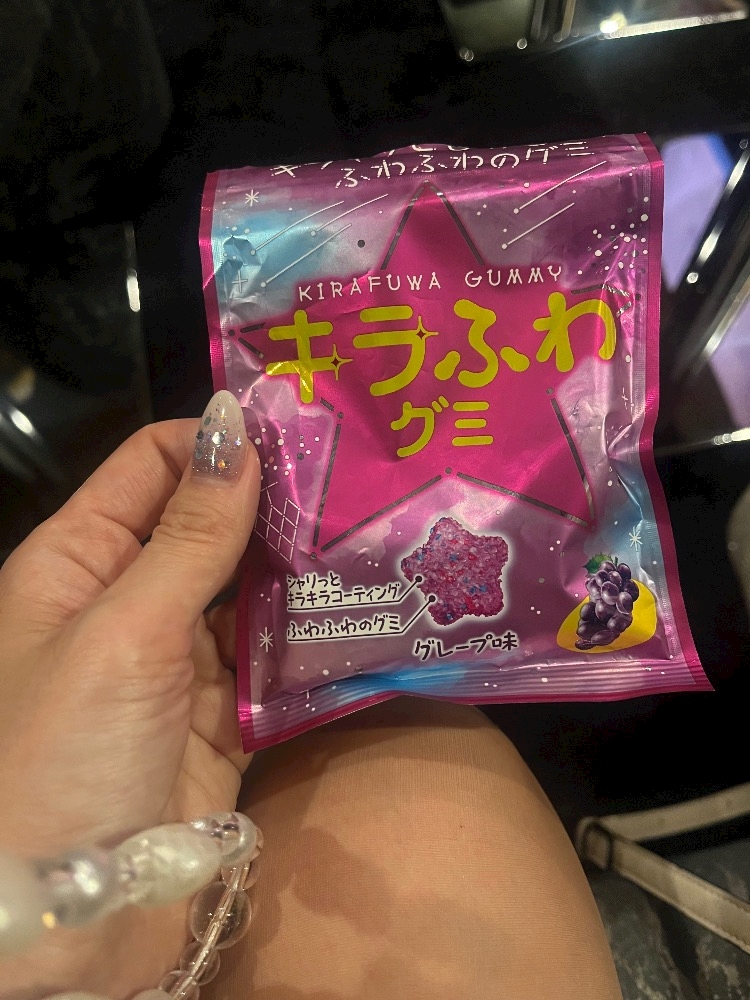 ふわふわのグミ
KIRAFUWA GUMMY
キラふわ
グミ
シャリっと
キラキラコーティング
ふわふわのグミ
グレープ味